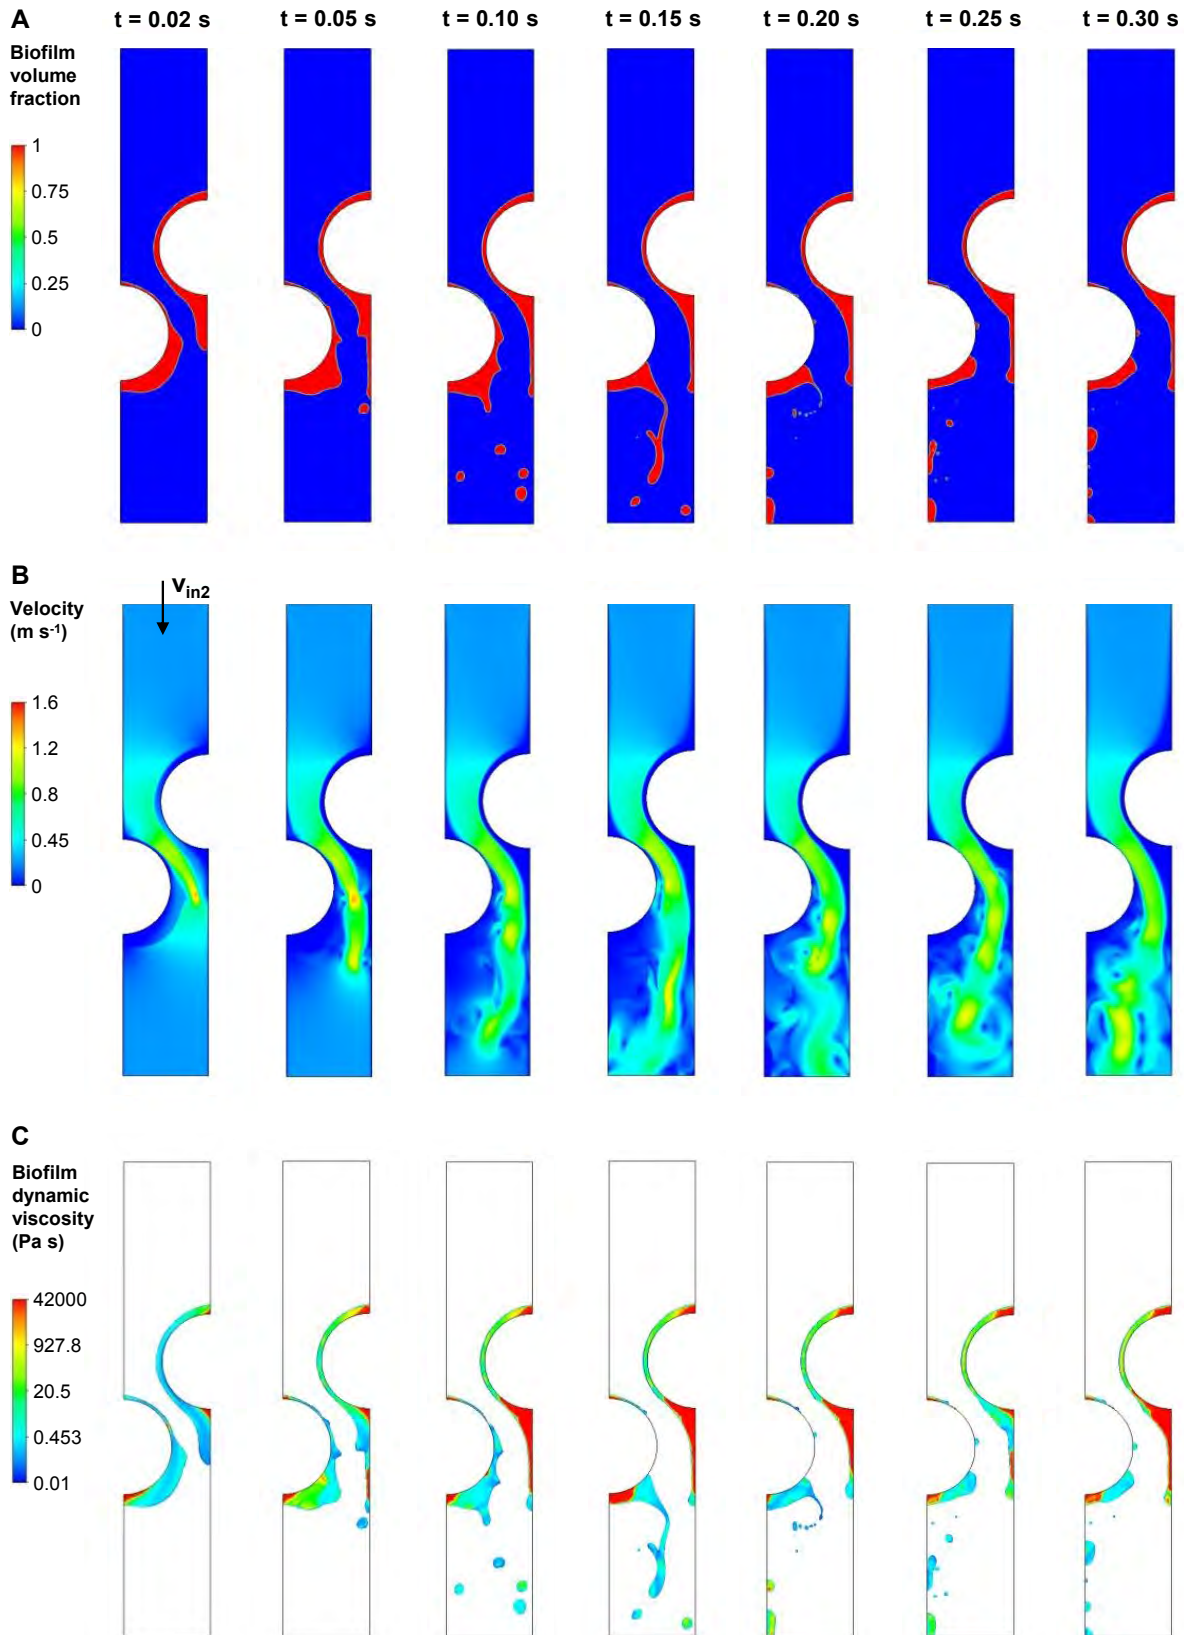 A
t = 0.02 s
t = 0.05 s
t = 0.10 s
t = 0.15 s
t = 0.20 s
t = 0.25 s
t = 0.30 s
Biofilm
volume
fraction
1
0.75
0.5
0.25
0
B
v_in2
Velocity
(m s⁻¹)
1.6
1.2
0.8
0.45
0
C
Biofilm
dynamic
viscosity
(Pa s)
42000
927.8
20.5
0.453
0.01